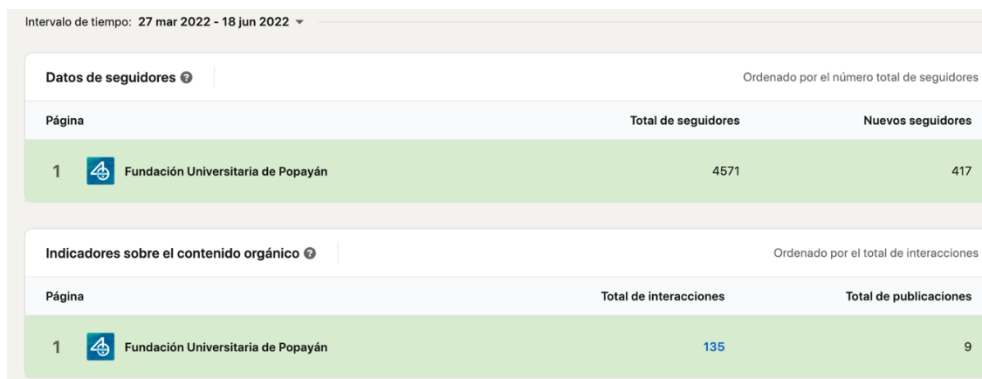 Intervalo de tiempo: 27 mar 2022 - 18 jun 2022
Datos de seguidores ? Ordenado por el número total de seguidores
Página Total de seguidores Nuevos seguidores
1 Fundación Universitaria de Popayán 4571 417
Indicadores sobre el contenido orgánico ? Ordenado por el total de interacciones
Página Total de interacciones Total de publicaciones
1 Fundación Universitaria de Popayán 135 9